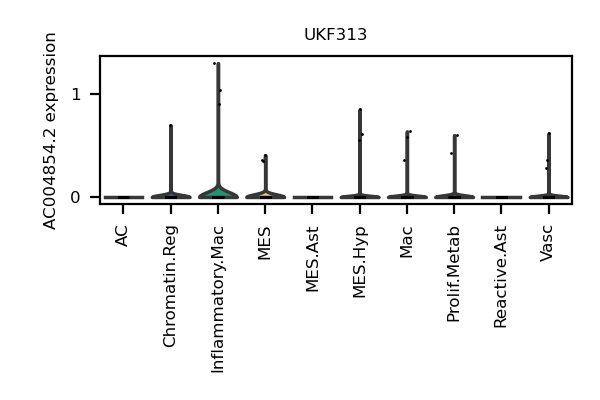 UKF313
AC004854.2 expression
1
0
AC
Chromatin.Reg
Inflammatory.Mac
MES
MES.Ast
MES.Hyp
Mac
Prolif.Metab
Reactive.Ast
Vasc